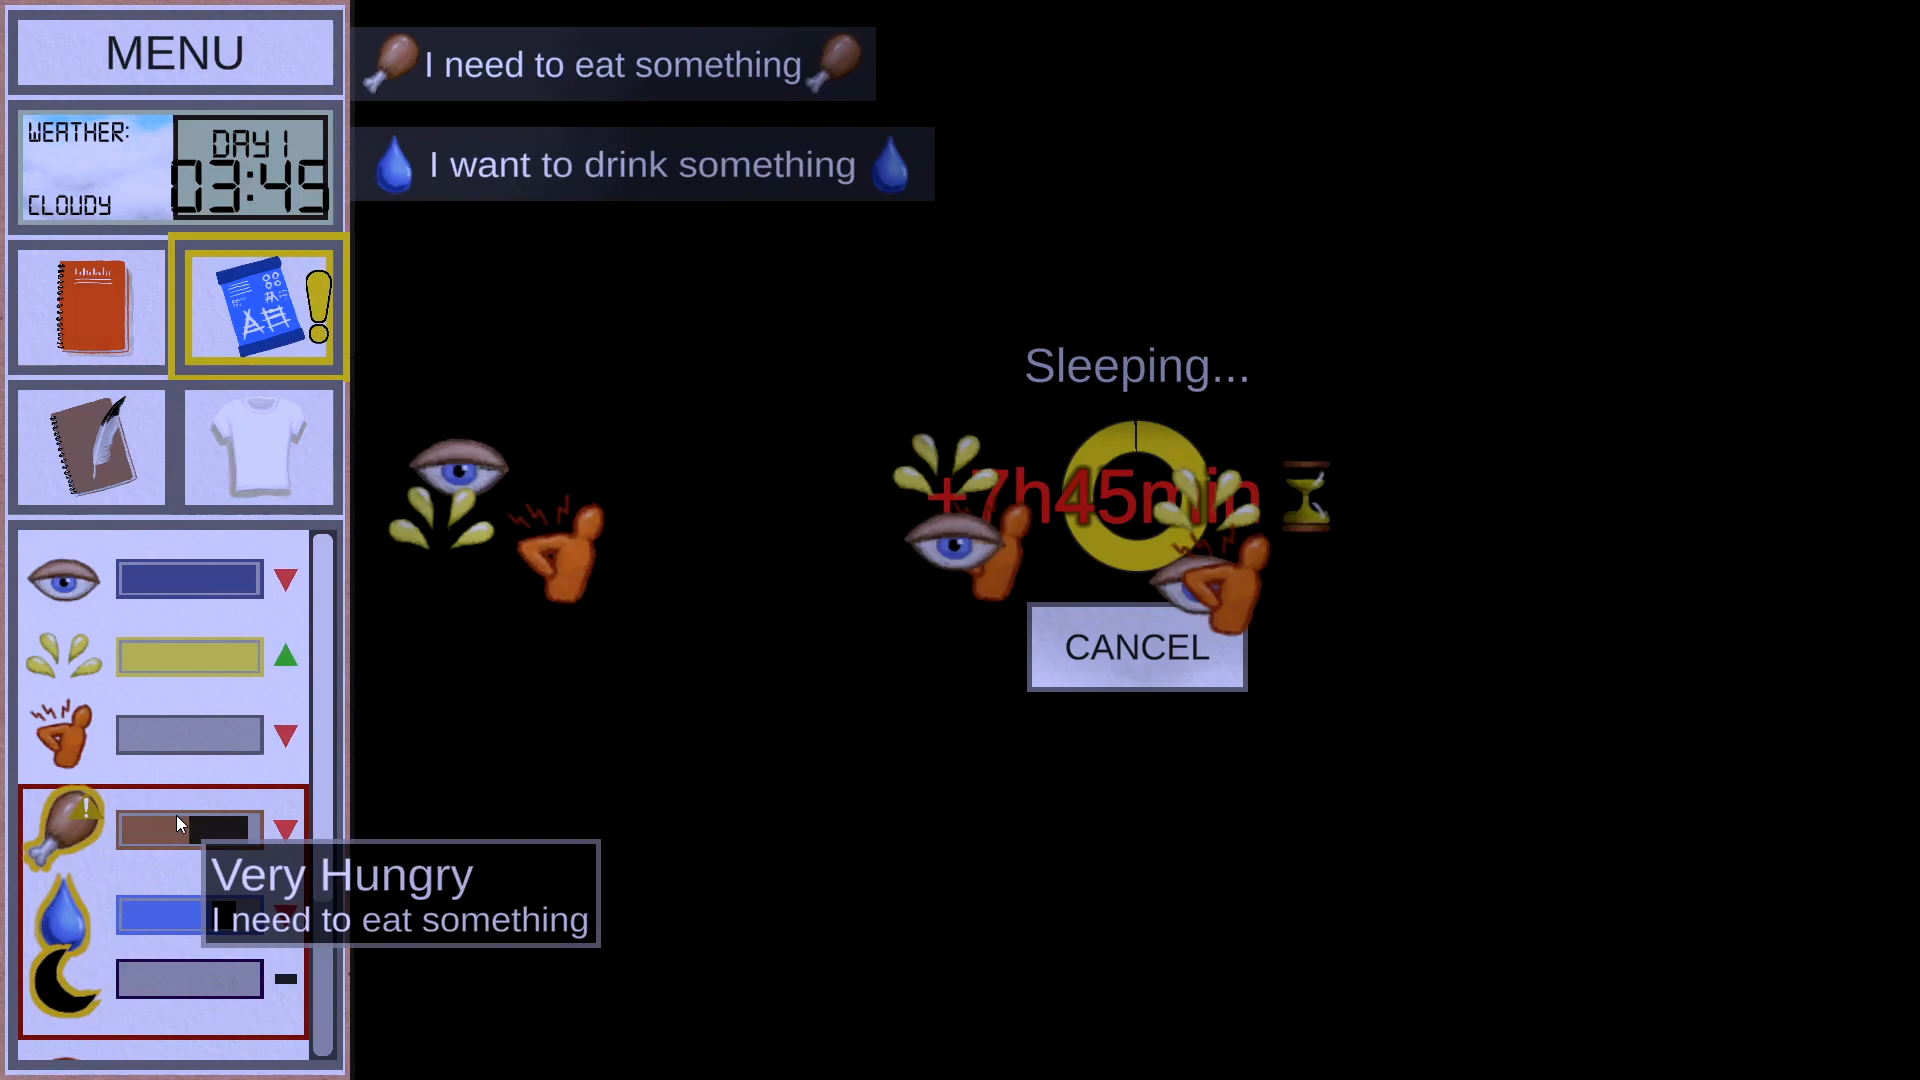 MENU
I need to eat something
WEATHER:
DAY 1
03:45
CLOUDY
I want to drink something
Sleeping...
+7h45min
CANCEL
Very Hungry
I need to eat something